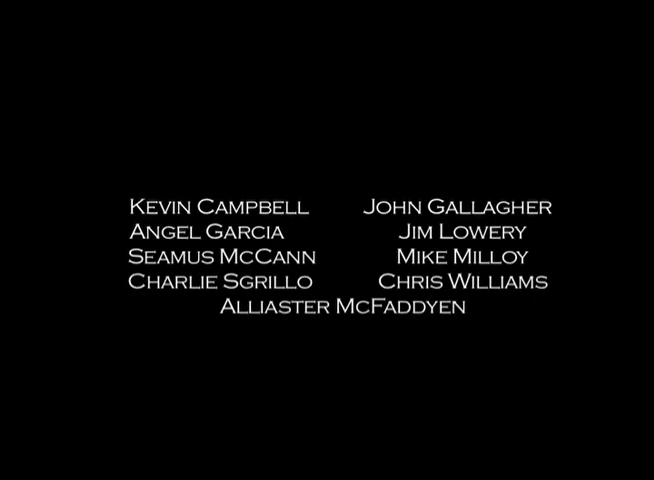 KEVIN CAMPBELL JOHN GALLAGHER
ANGEL GARCIA JIM LOWERY
SEAMUS MCCANN MIKE MILLOY
CHARLIE SGRILLO CHRIS WILLIAMS
ALLIASTER MCFADDYEN